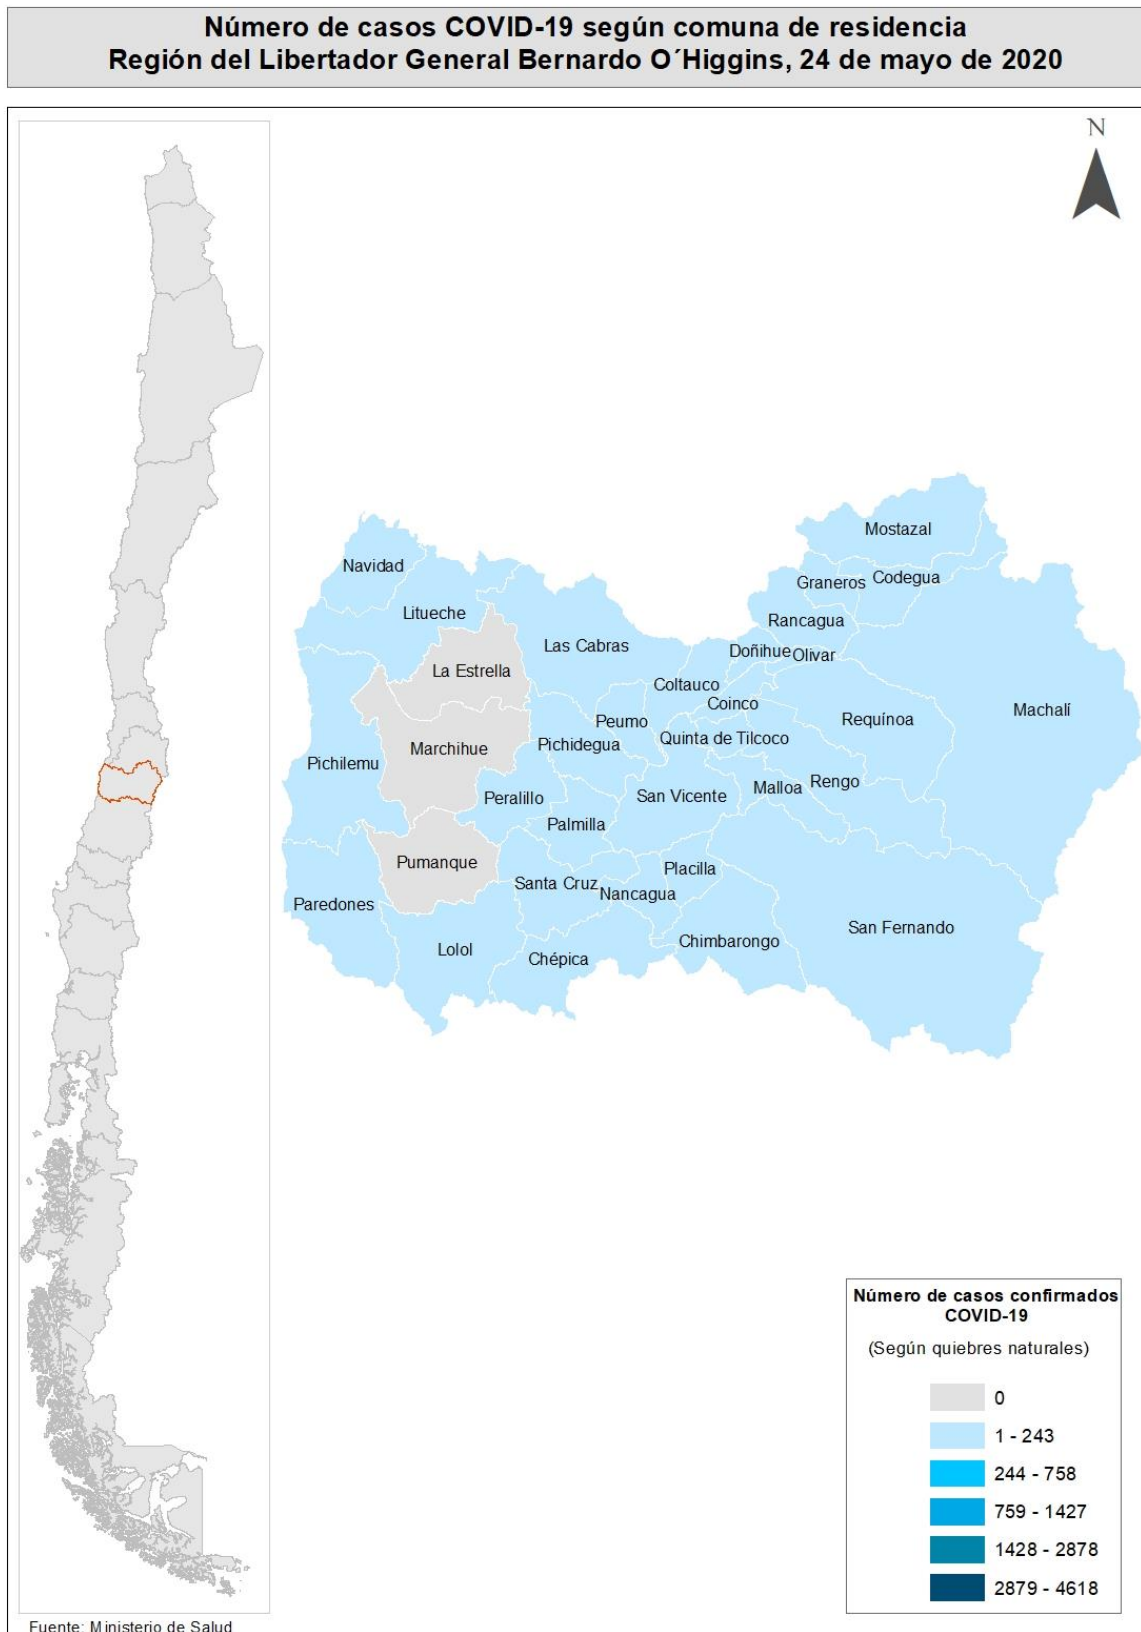 Número de casos COVID-19 según comuna de residencia
Región del Libertador General Bernardo O´Higgins, 24 de mayo de 2020
N
Mostazal
Navidad
Graneros
Codegua
Litueche
Rancagua
Las Cabras
Doñihue
Olivar
La Estrella
Coltauco
Coinco
Machalí
Peumo
Requínoa
Marchihue
Pichidegua
Quinta de Tilcoco
Pichilemu
Rengo
Malloa
Peralillo
San Vicente
Palmilla
Pumanque
Placilla
Santa Cruz
Nancagua
Paredones
San Fernando
Chimbarongo
Lolol
Chépica
Número de casos confirmados
COVID-19
(Según quiebres naturales)
0
1 - 243
244 - 758
759 - 1427
1428 - 2878
2879 - 4618
Fuente: Ministerio de Salud